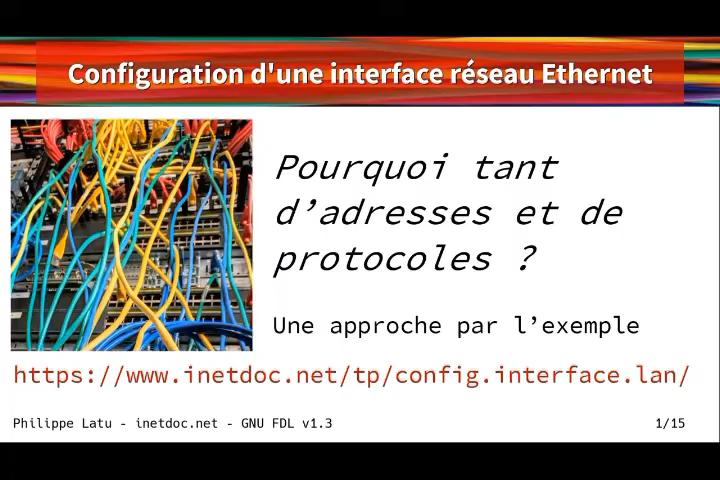 Configuration d'une interface réseau Ethernet
Pourquoi tant
d’adresses et de
protocoles ?
Une approche par l’exemple
https://www.inetdoc.net/tp/config.interface.lan/
Philippe Latu - inetdoc.net - GNU FDL v1.3
1/15